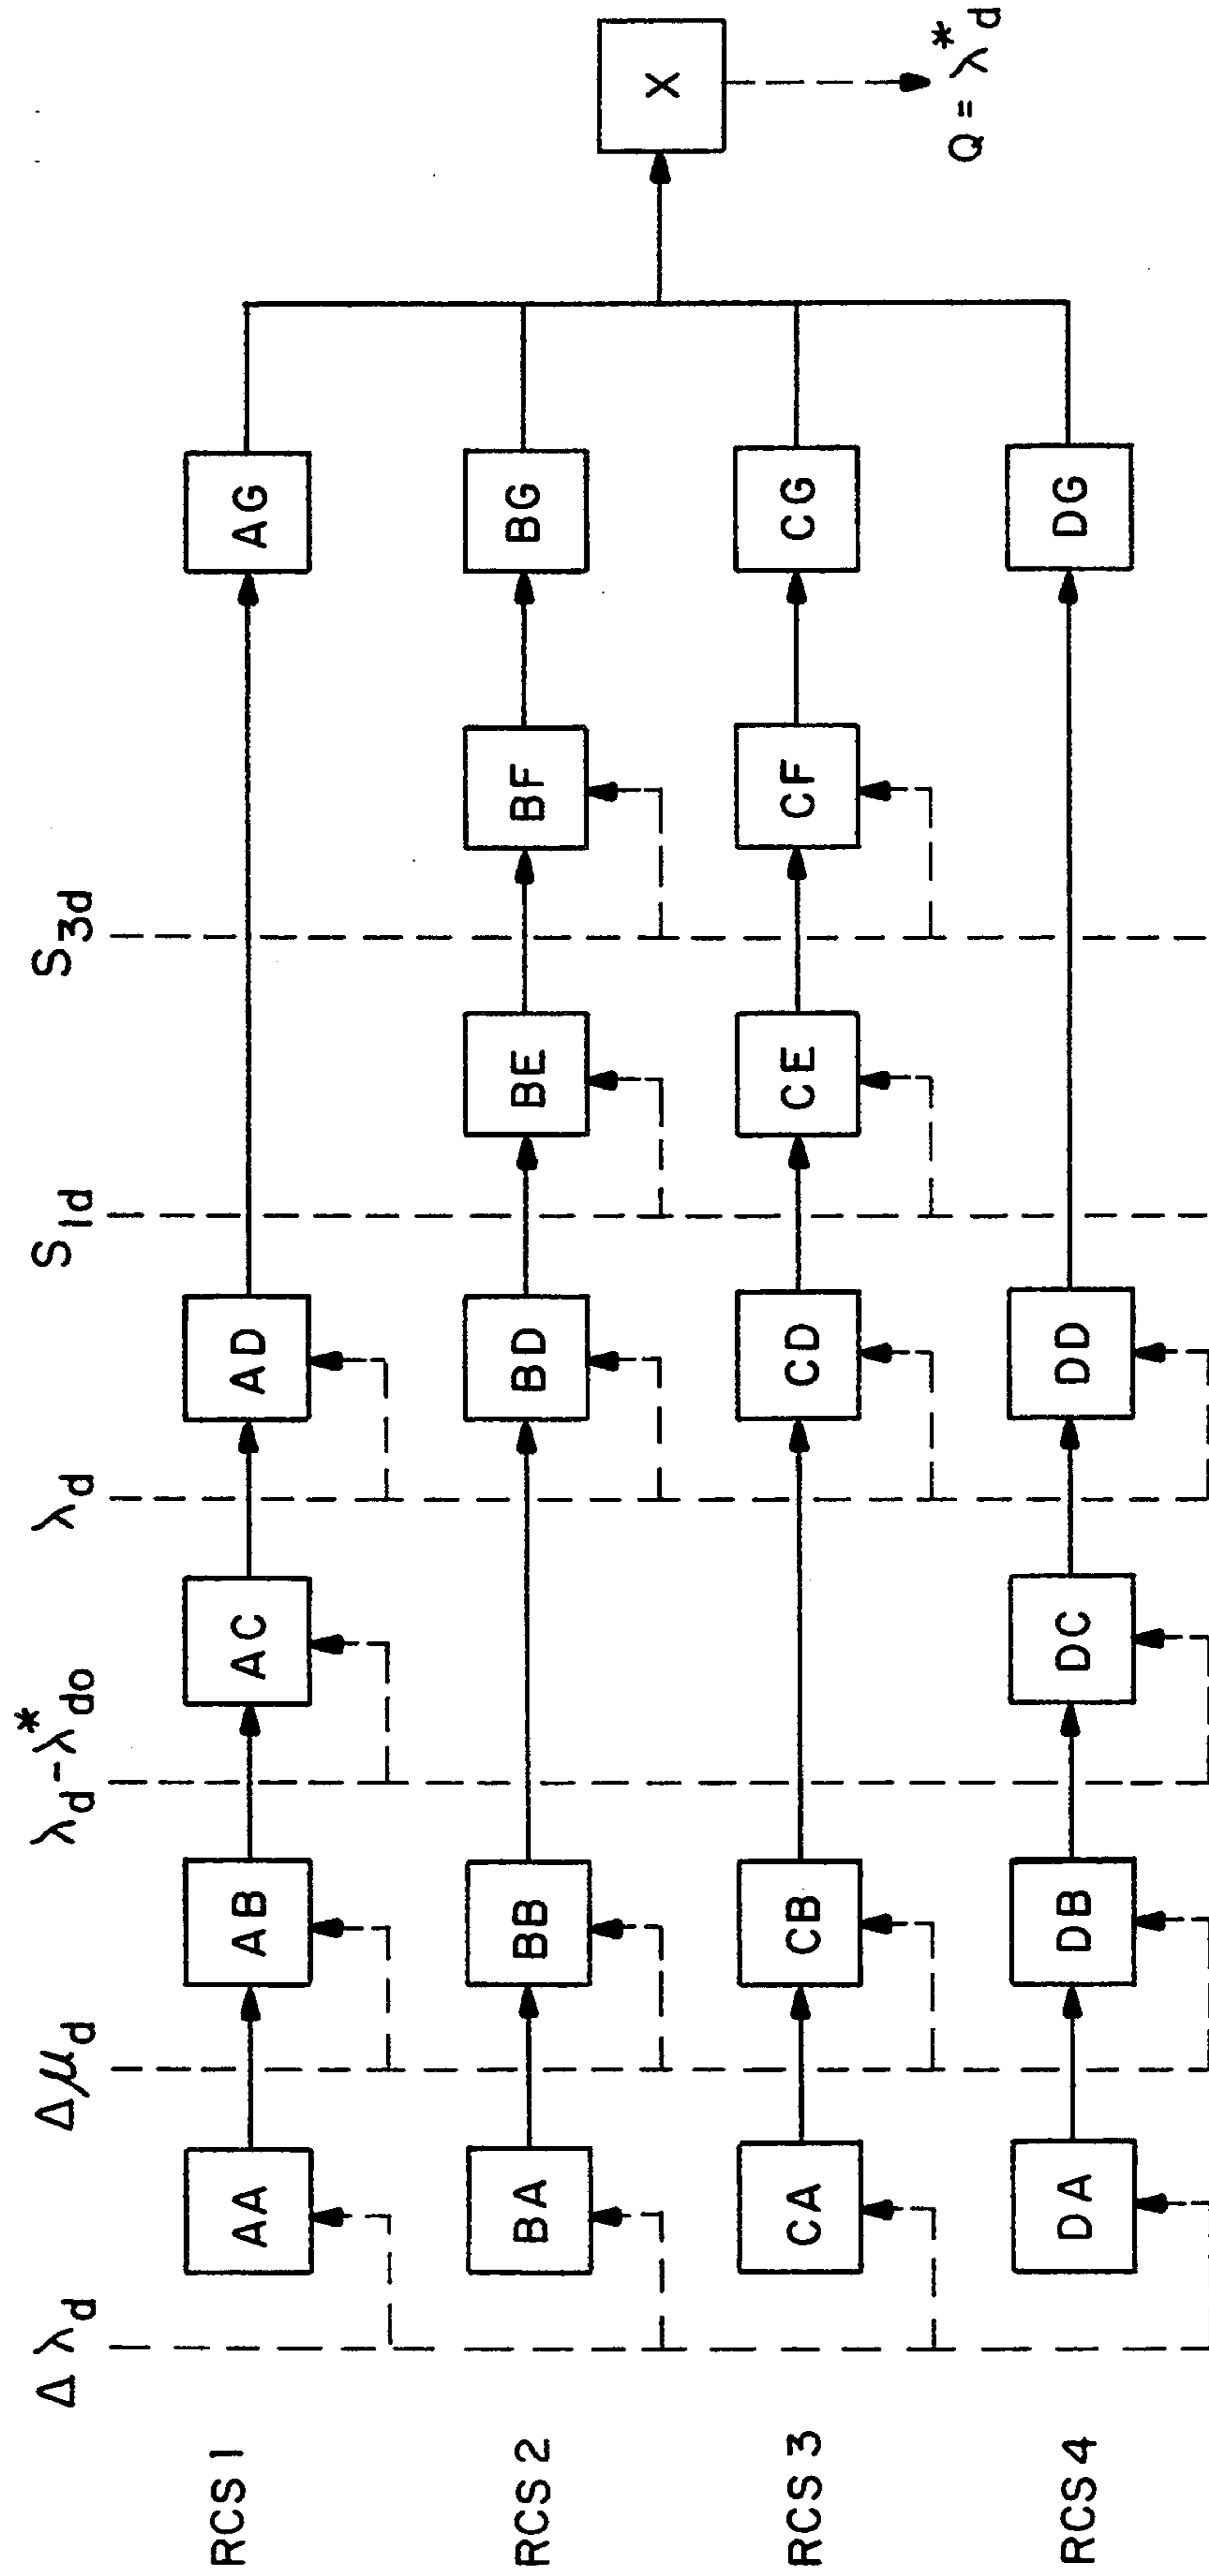 Δλd Δμd λd-λ*do λd S1d S3d
RCS 1 AA AB AC AD AG
RCS 2 BA BB BD BE BF BG
RCS 3 CA CB CD CE CF CG
RCS 4 DA DB DC DD DG
X
Q = λ*d